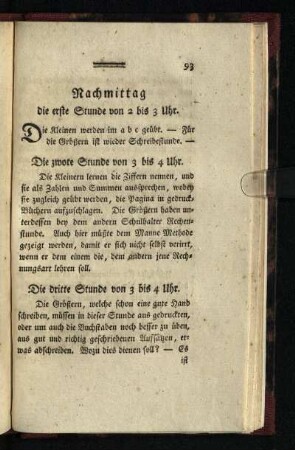 93
Nachmittag
die erste Stunde von 2 bis 3 Uhr.
Die Kleinen werden im a b c geübt. — Für
die Größern ist wieder Schreibestunde. —
Die zwote Stunde von 3 bis 4 Uhr.
Die Kleinern lernen die Ziffern nennen, und
sie als Zahlen und Summen aussprechen, wobey
sie zugleich geübt werden, die Pagina in gedruck-
Büchern aufzuschlagen. Die Größern haben un-
terdessen bey dem andern Schulhalter Rechen-
stunde. Auch hier müßte dem Manne Methode
gezeigt werden, damit er sich nicht selbst verirrt,
wenn er dem einem die, dem andern jene Rech-
nungsart lehren soll.
Die dritte Stunde von 3 bis 4 Uhr.
Die Größern, welche schon eine gute Hand
schreiben, müssen in dieser Stunde aus gedruckten,
oder um auch die Buchstaben noch besser zu üben,
aus gut und richtig geschriebenen Aufsätzen, et-
was abschreiben. Wozu dies dienen soll? — Es
ist